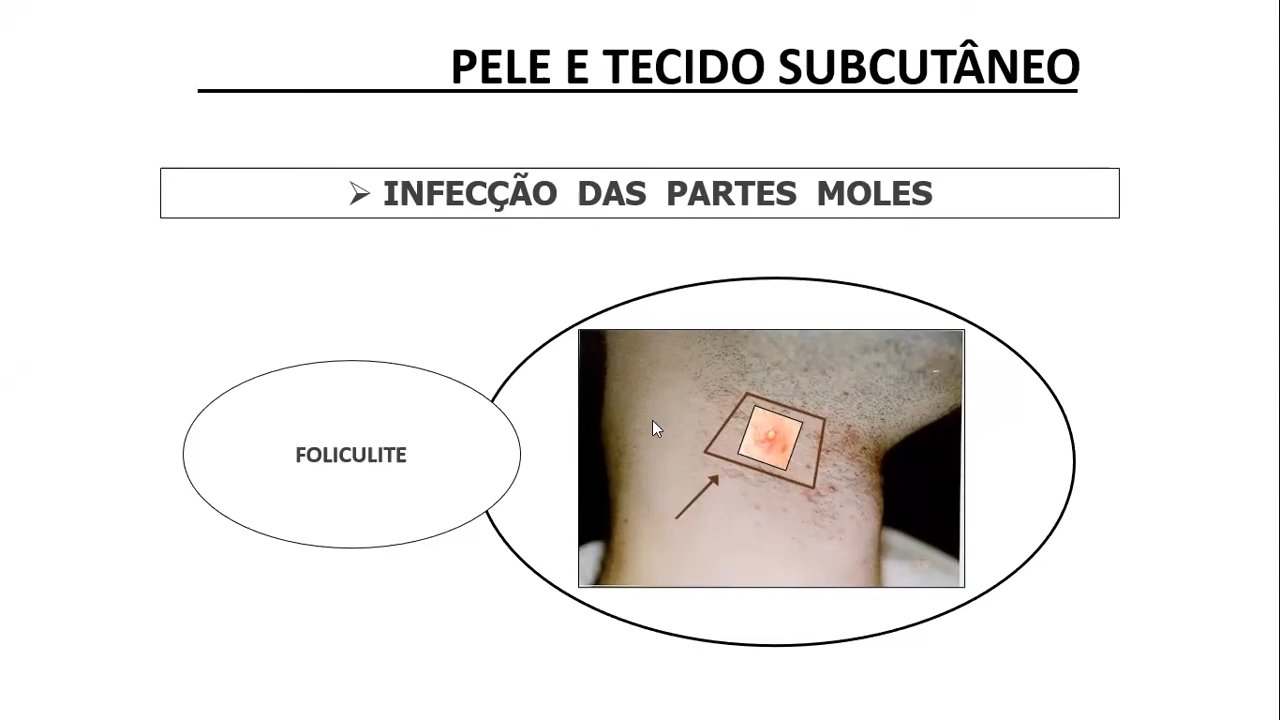 PELE E TECIDO SUBCUTÂNEO
➢ INFECÇÃO DAS PARTES MOLES
FOLICULITE